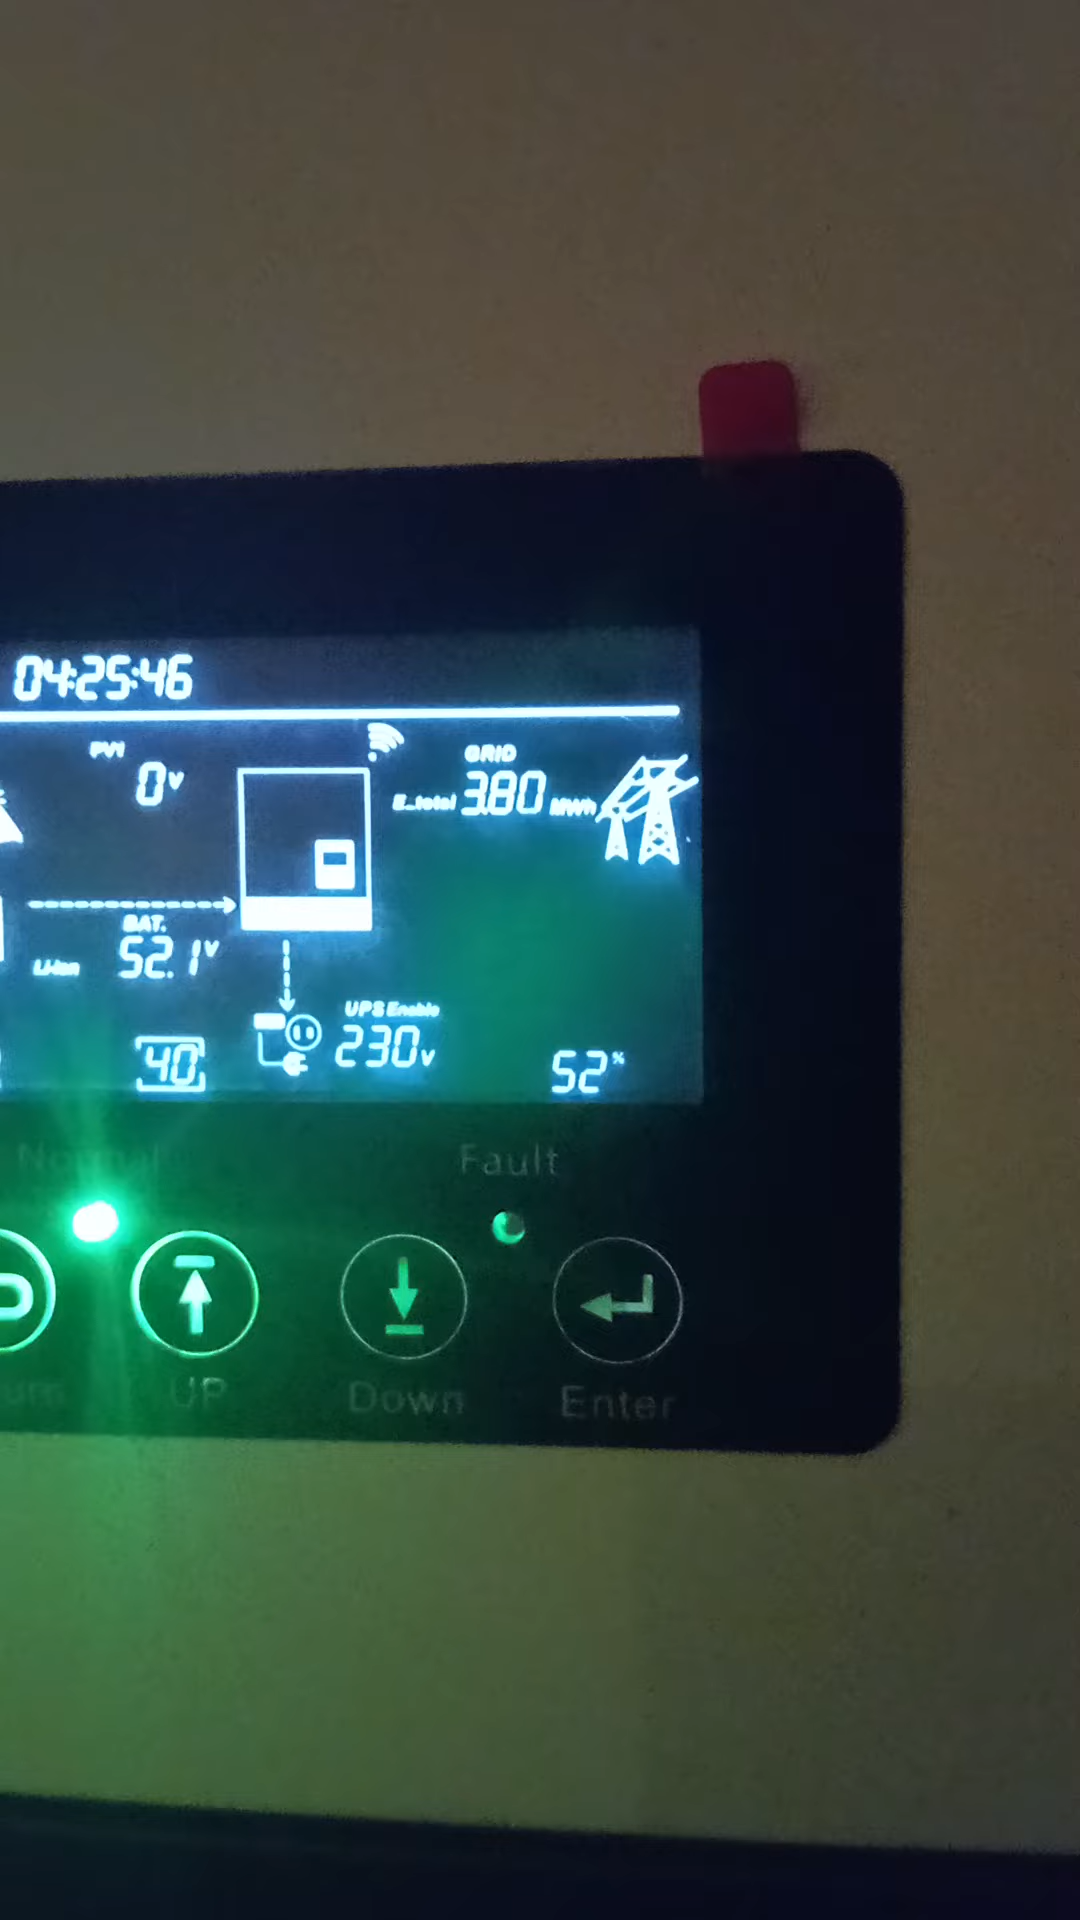 04:25:46
PV1
0V
GRID
E_total 3.80 MWh
BAT.
Li-ion 52.1V
UPS Enable
40
230V
52%
Normal
Fault
UP
Down
Enter